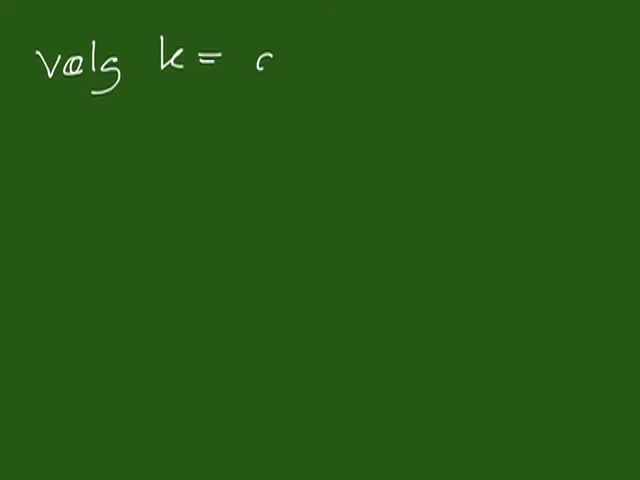 vælg k = c